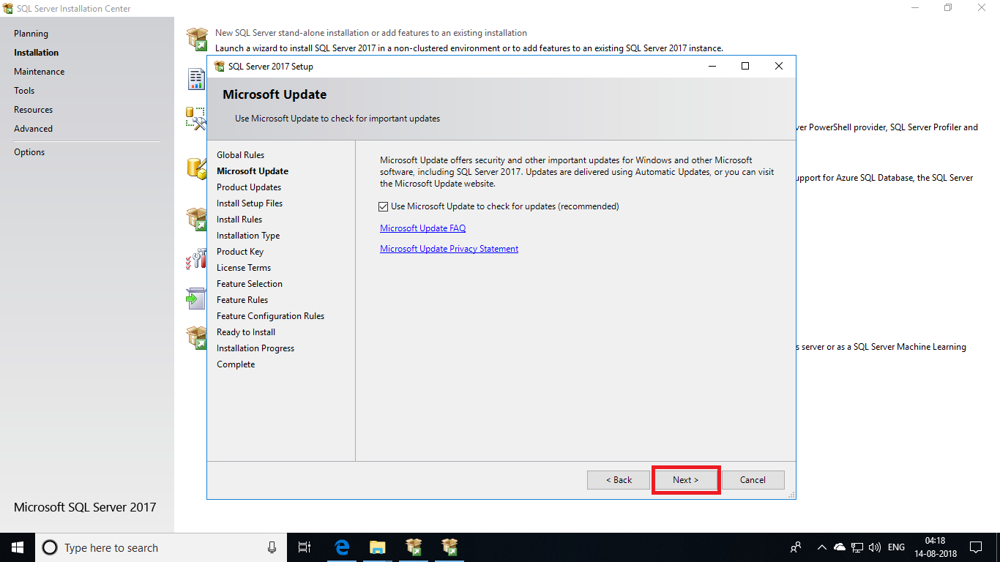 SQL Server Installation Center
Planning
Installation
Maintenance
Tools
Resources
Advanced
Options
Microsoft SQL Server 2017
New SQL Server stand-alone installation or add features to an existing installation
Launch a wizard to install SQL Server 2017 in a non-clustered environment or to add features to an existing SQL Server 2017 instance.
ver PowerShell provider, SQL Server Profiler and
upport for Azure SQL Database, the SQL Server
s server or as a SQL Server Machine Learning
SQL Server 2017 Setup
Microsoft Update
Use Microsoft Update to check for important updates
Global Rules
Microsoft Update
Product Updates
Install Setup Files
Install Rules
Installation Type
Product Key
License Terms
Feature Selection
Feature Rules
Feature Configuration Rules
Ready to Install
Installation Progress
Complete
Microsoft Update offers security and other important updates for Windows and other Microsoft
software, including SQL Server 2017. Updates are delivered using Automatic Updates, or you can visit
the Microsoft Update website.
Use Microsoft Update to check for updates (recommended)
Microsoft Update FAQ
Microsoft Update Privacy Statement
< Back
Next >
Cancel
Type here to search
ENG
04:18
14-08-2018